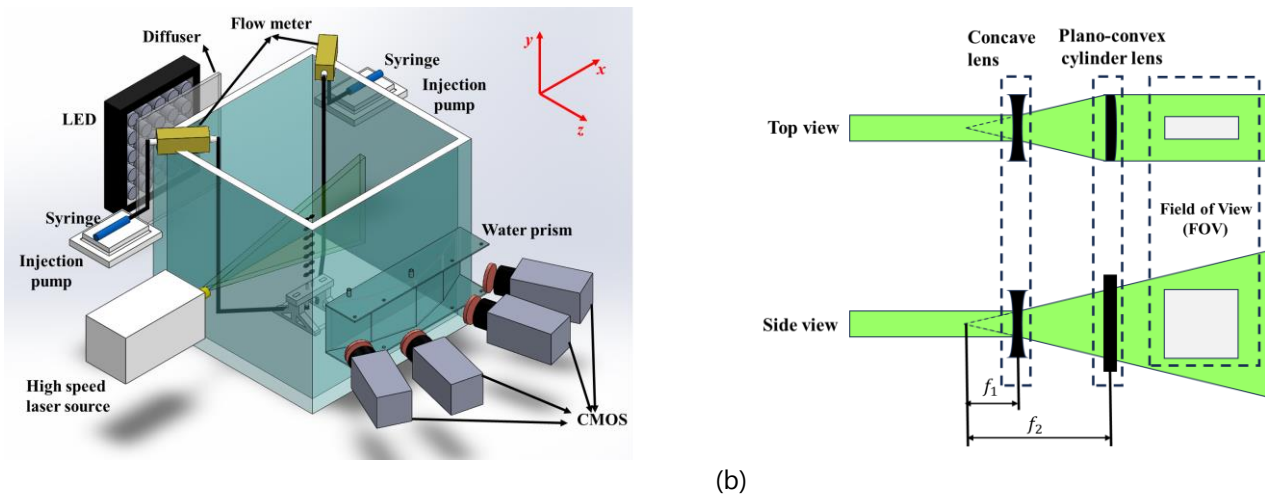 Flow meter
Diffuser
Syringe
Injection
pump
LED
y
x
z
Syringe
Injection
pump
Water prism
High speed
laser source
CMOS
Concave
lens
Plano-convex
cylinder lens
Top view
Field of View
(FOV)
Side view
f1
f2
(b)